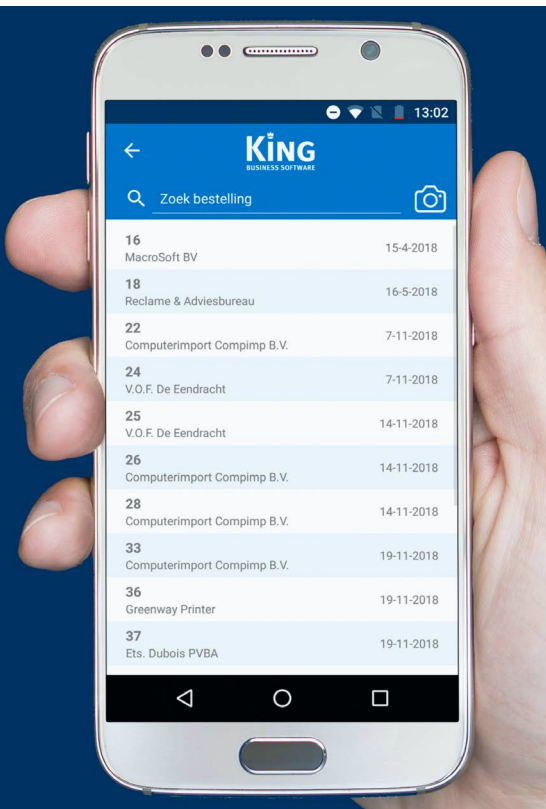 13:02
KiNG
BUSINESS SOFTWARE
Zoek bestelling
16
MacroSoft BV
15-4-2018
18
Reclame & Adviesbureau
16-5-2018
22
Computerimport Compimp B.V.
7-11-2018
24
V.O.F. De Eendracht
7-11-2018
25
V.O.F. De Eendracht
14-11-2018
26
Computerimport Compimp B.V.
14-11-2018
28
Computerimport Compimp B.V.
14-11-2018
33
Computerimport Compimp B.V.
19-11-2018
36
Greenway Printer
19-11-2018
37
Ets. Dubois PVBA
19-11-2018